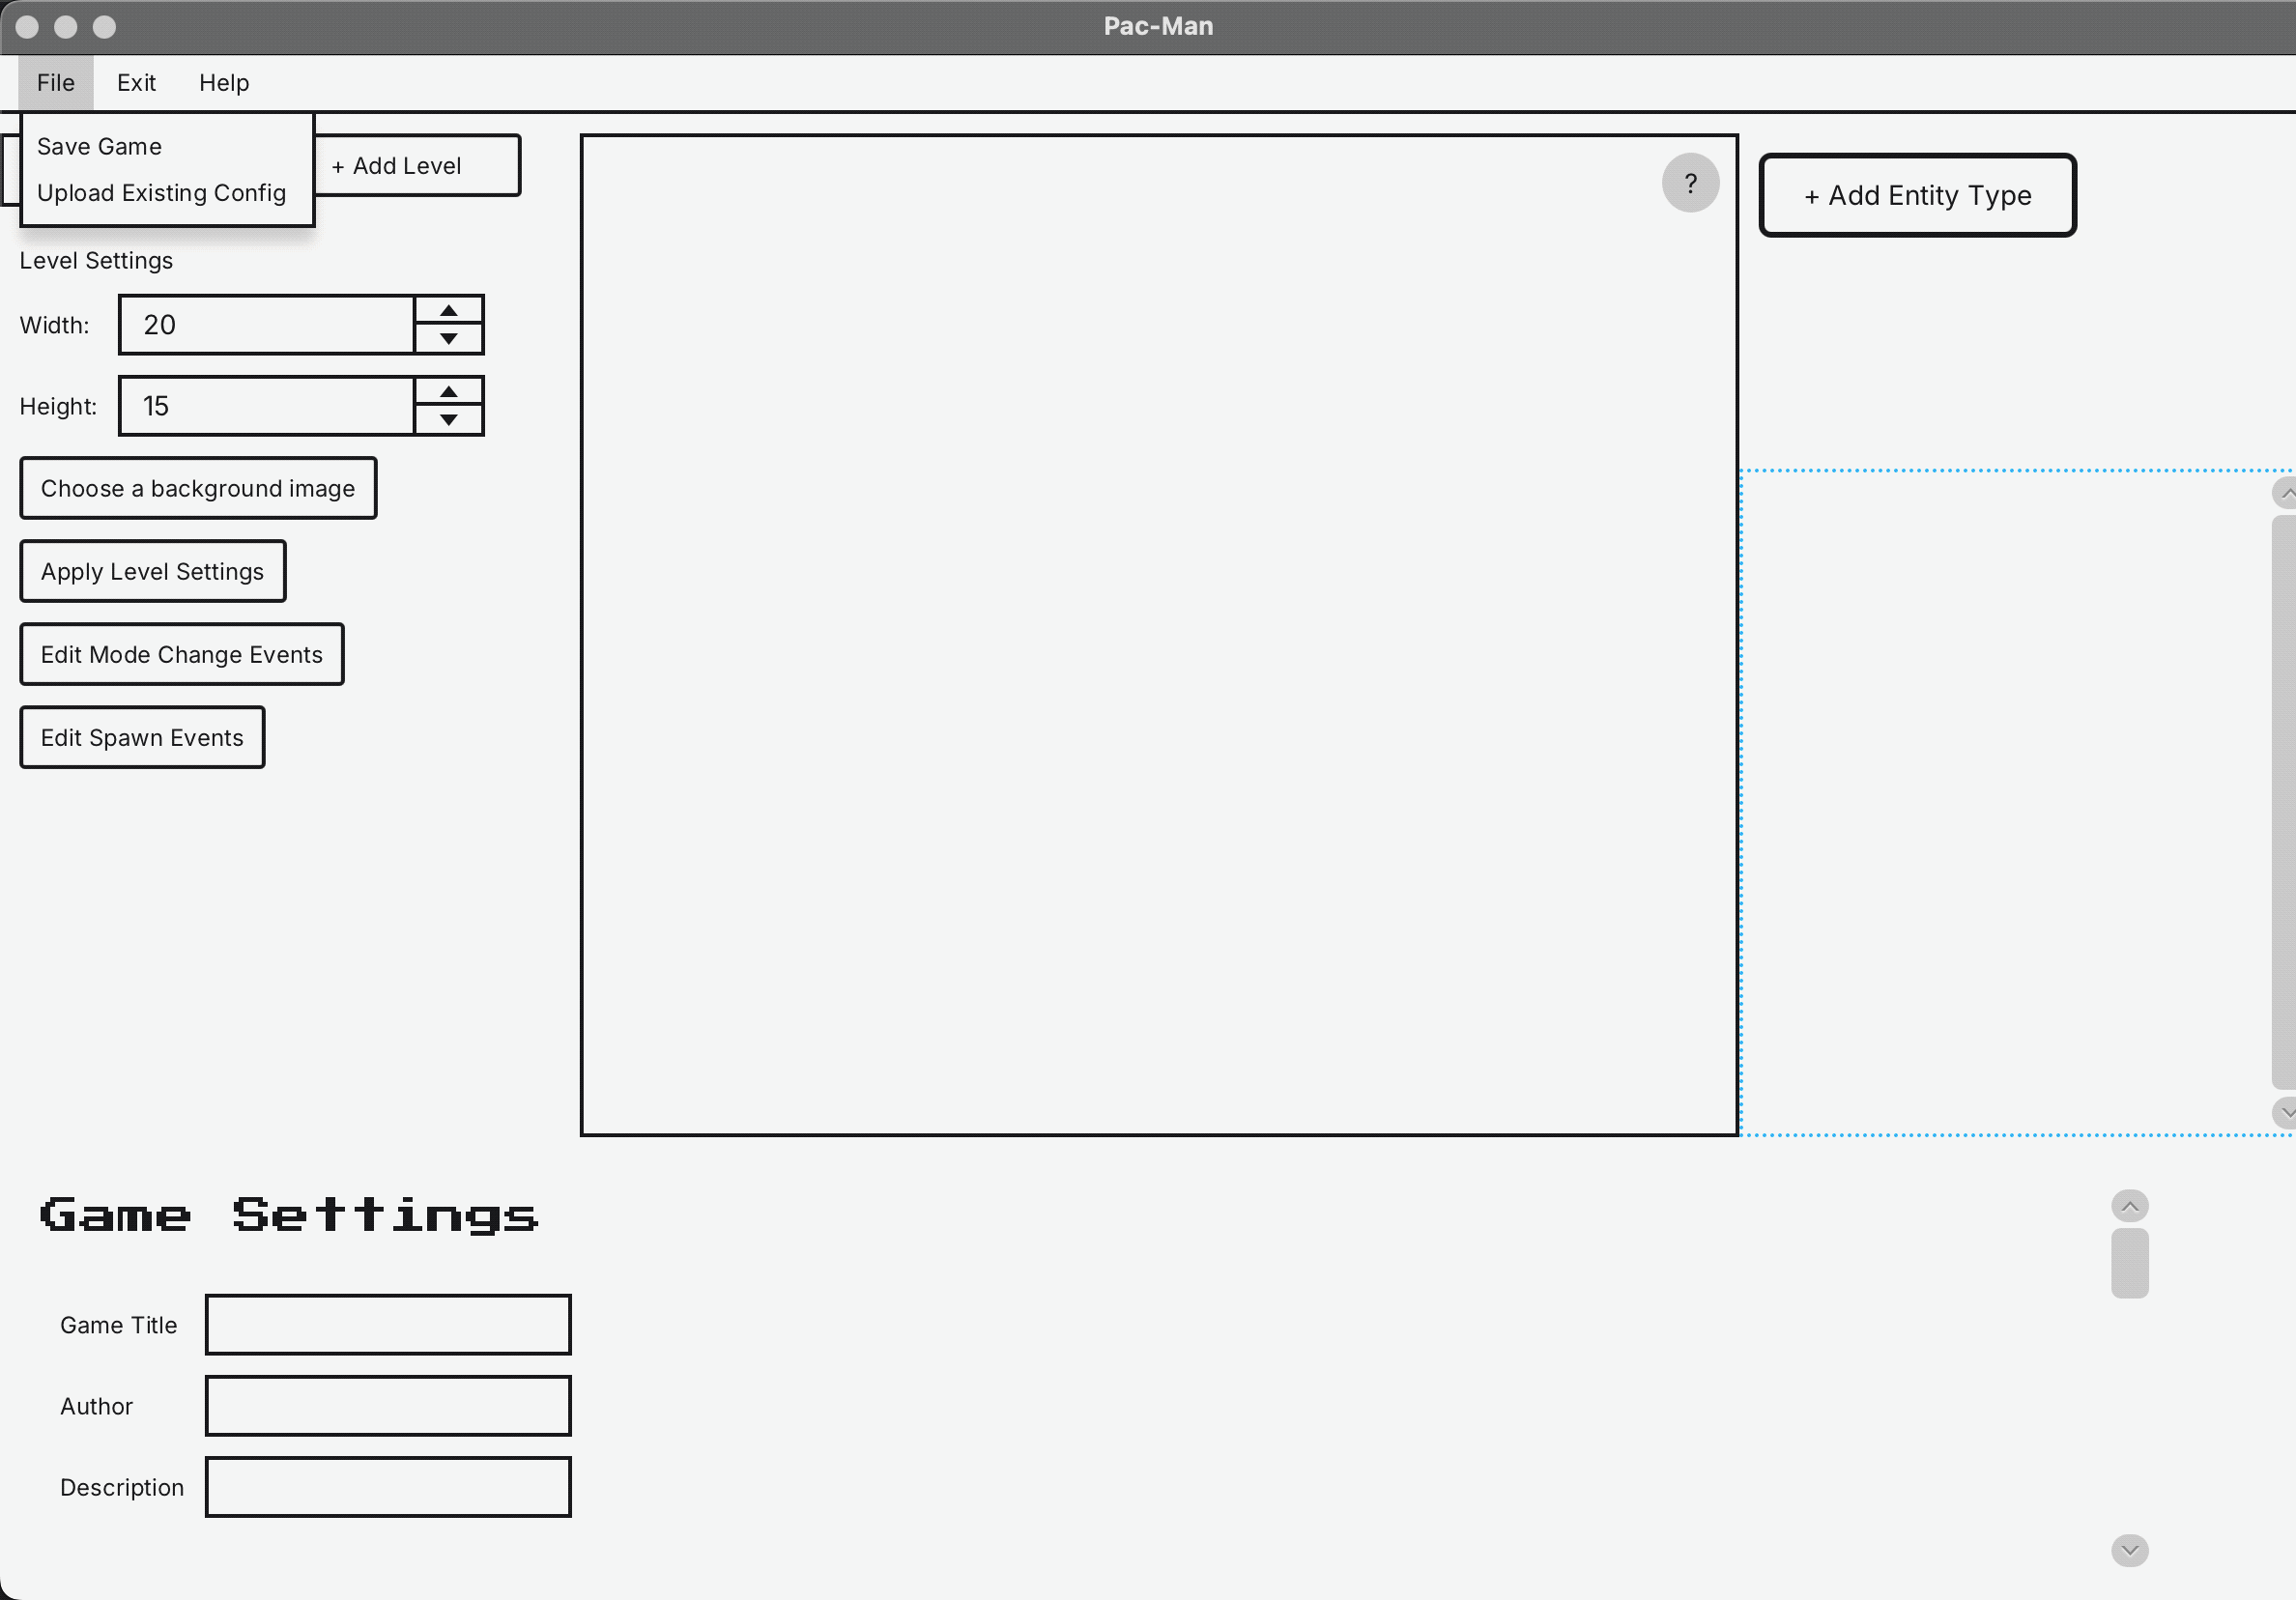 Pac-Man
File Exit Help
Save Game
Upload Existing Config
+ Add Level
?
+ Add Entity Type
Level Settings
Width: 20
Height: 15
Choose a background image
Apply Level Settings
Edit Mode Change Events
Edit Spawn Events
Game Settings
Game Title
Author
Description